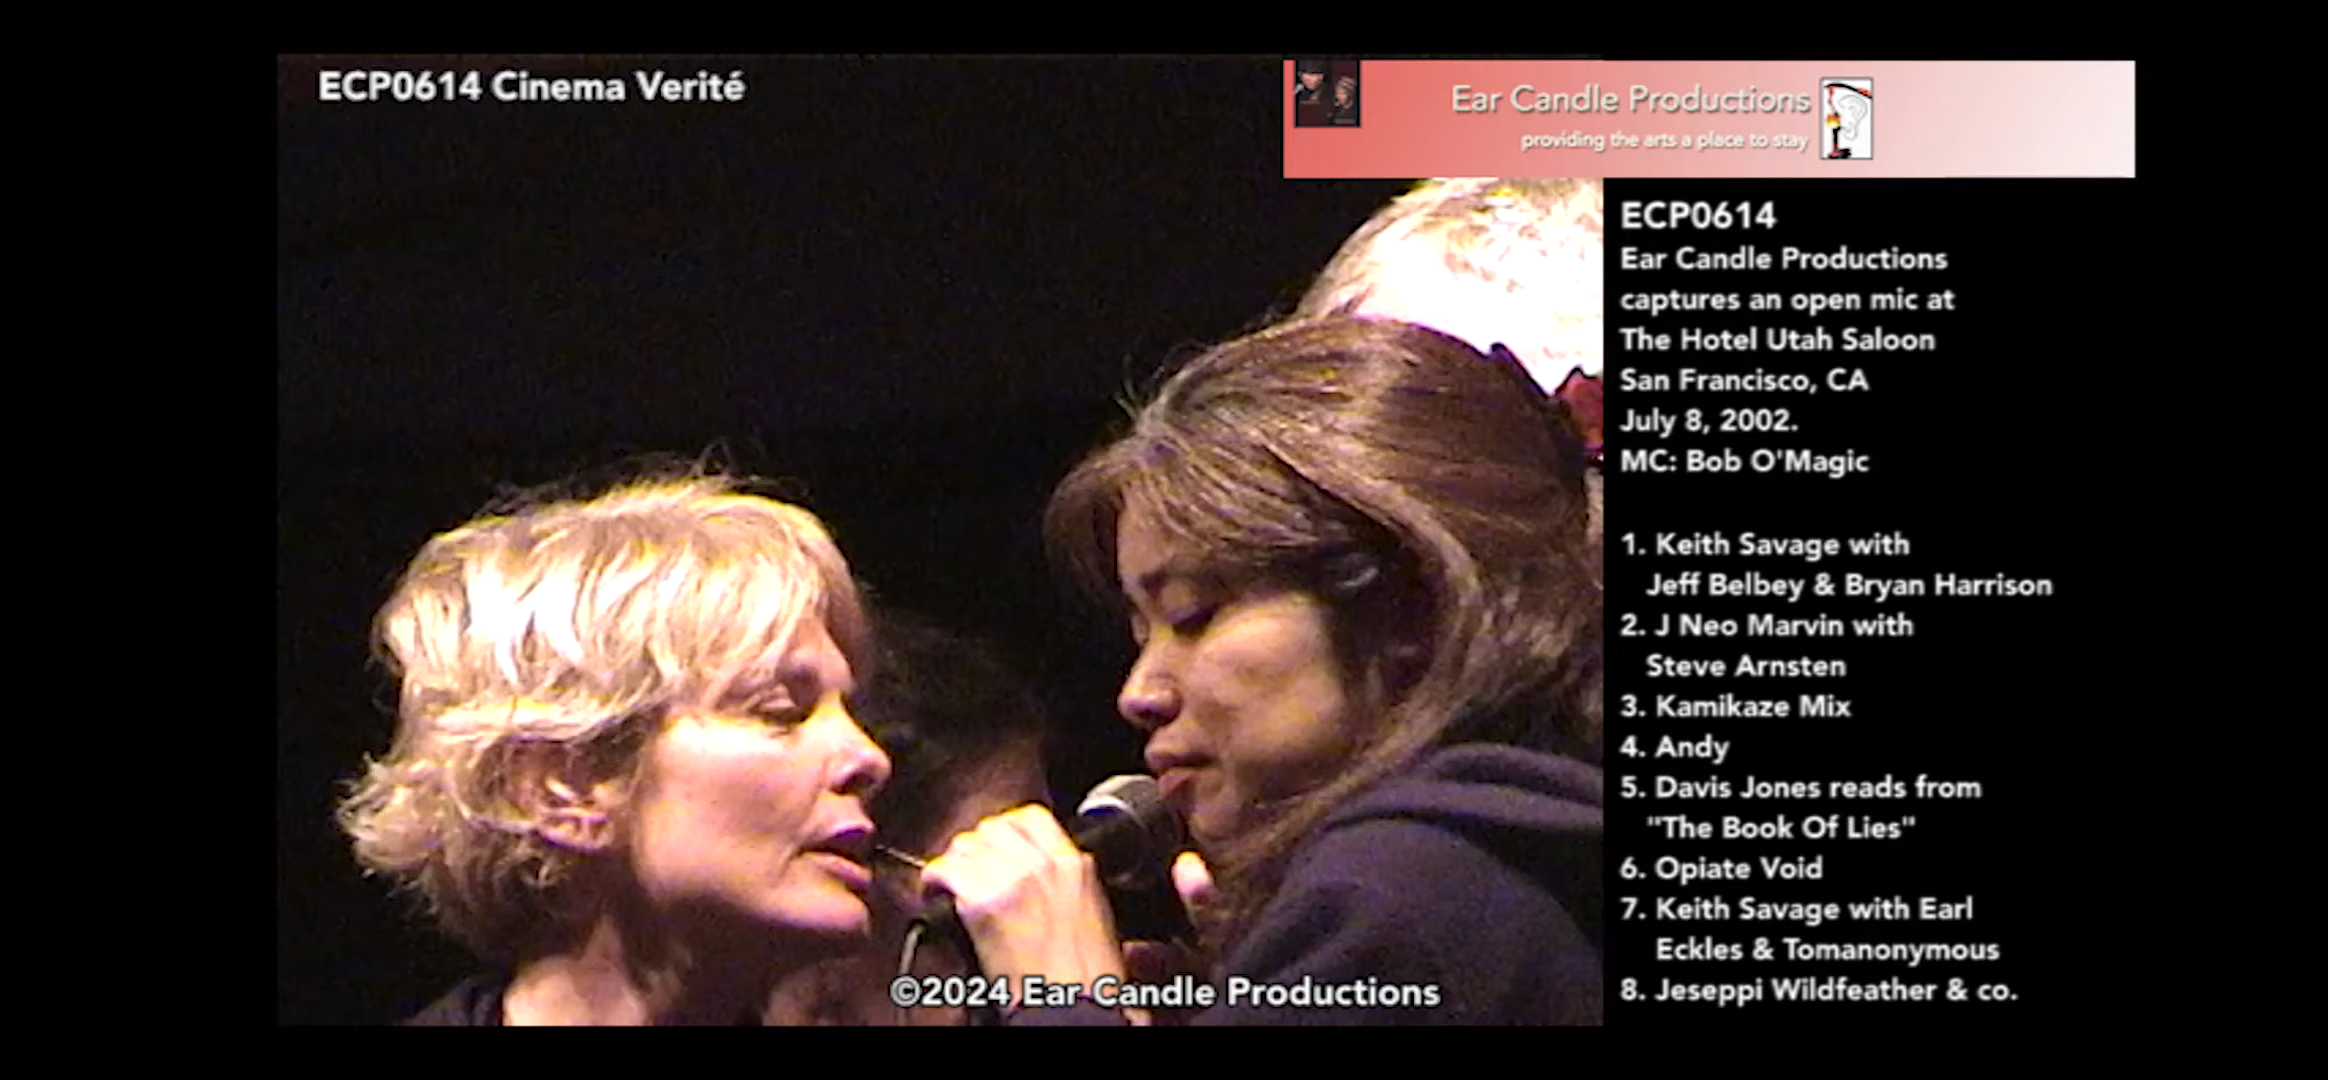 ECP0614 Cinema Verité
Ear Candle Productions
providing the arts a place to stay
ECP0614
Ear Candle Productions
captures an open mic at
The Hotel Utah Saloon
San Francisco, CA
July 8, 2002.
MC: Bob O'Magic
1. Keith Savage with
Jeff Belbey & Bryan Harrison
2. J Neo Marvin with
Steve Arnsten
3. Kamikaze Mix
4. Andy
5. Davis Jones reads from
"The Book Of Lies"
6. Opiate Void
7. Keith Savage with Earl
Eckles & Tomanonymous
8. Jeseppi Wildfeather & co.
©2024 Ear Candle Productions